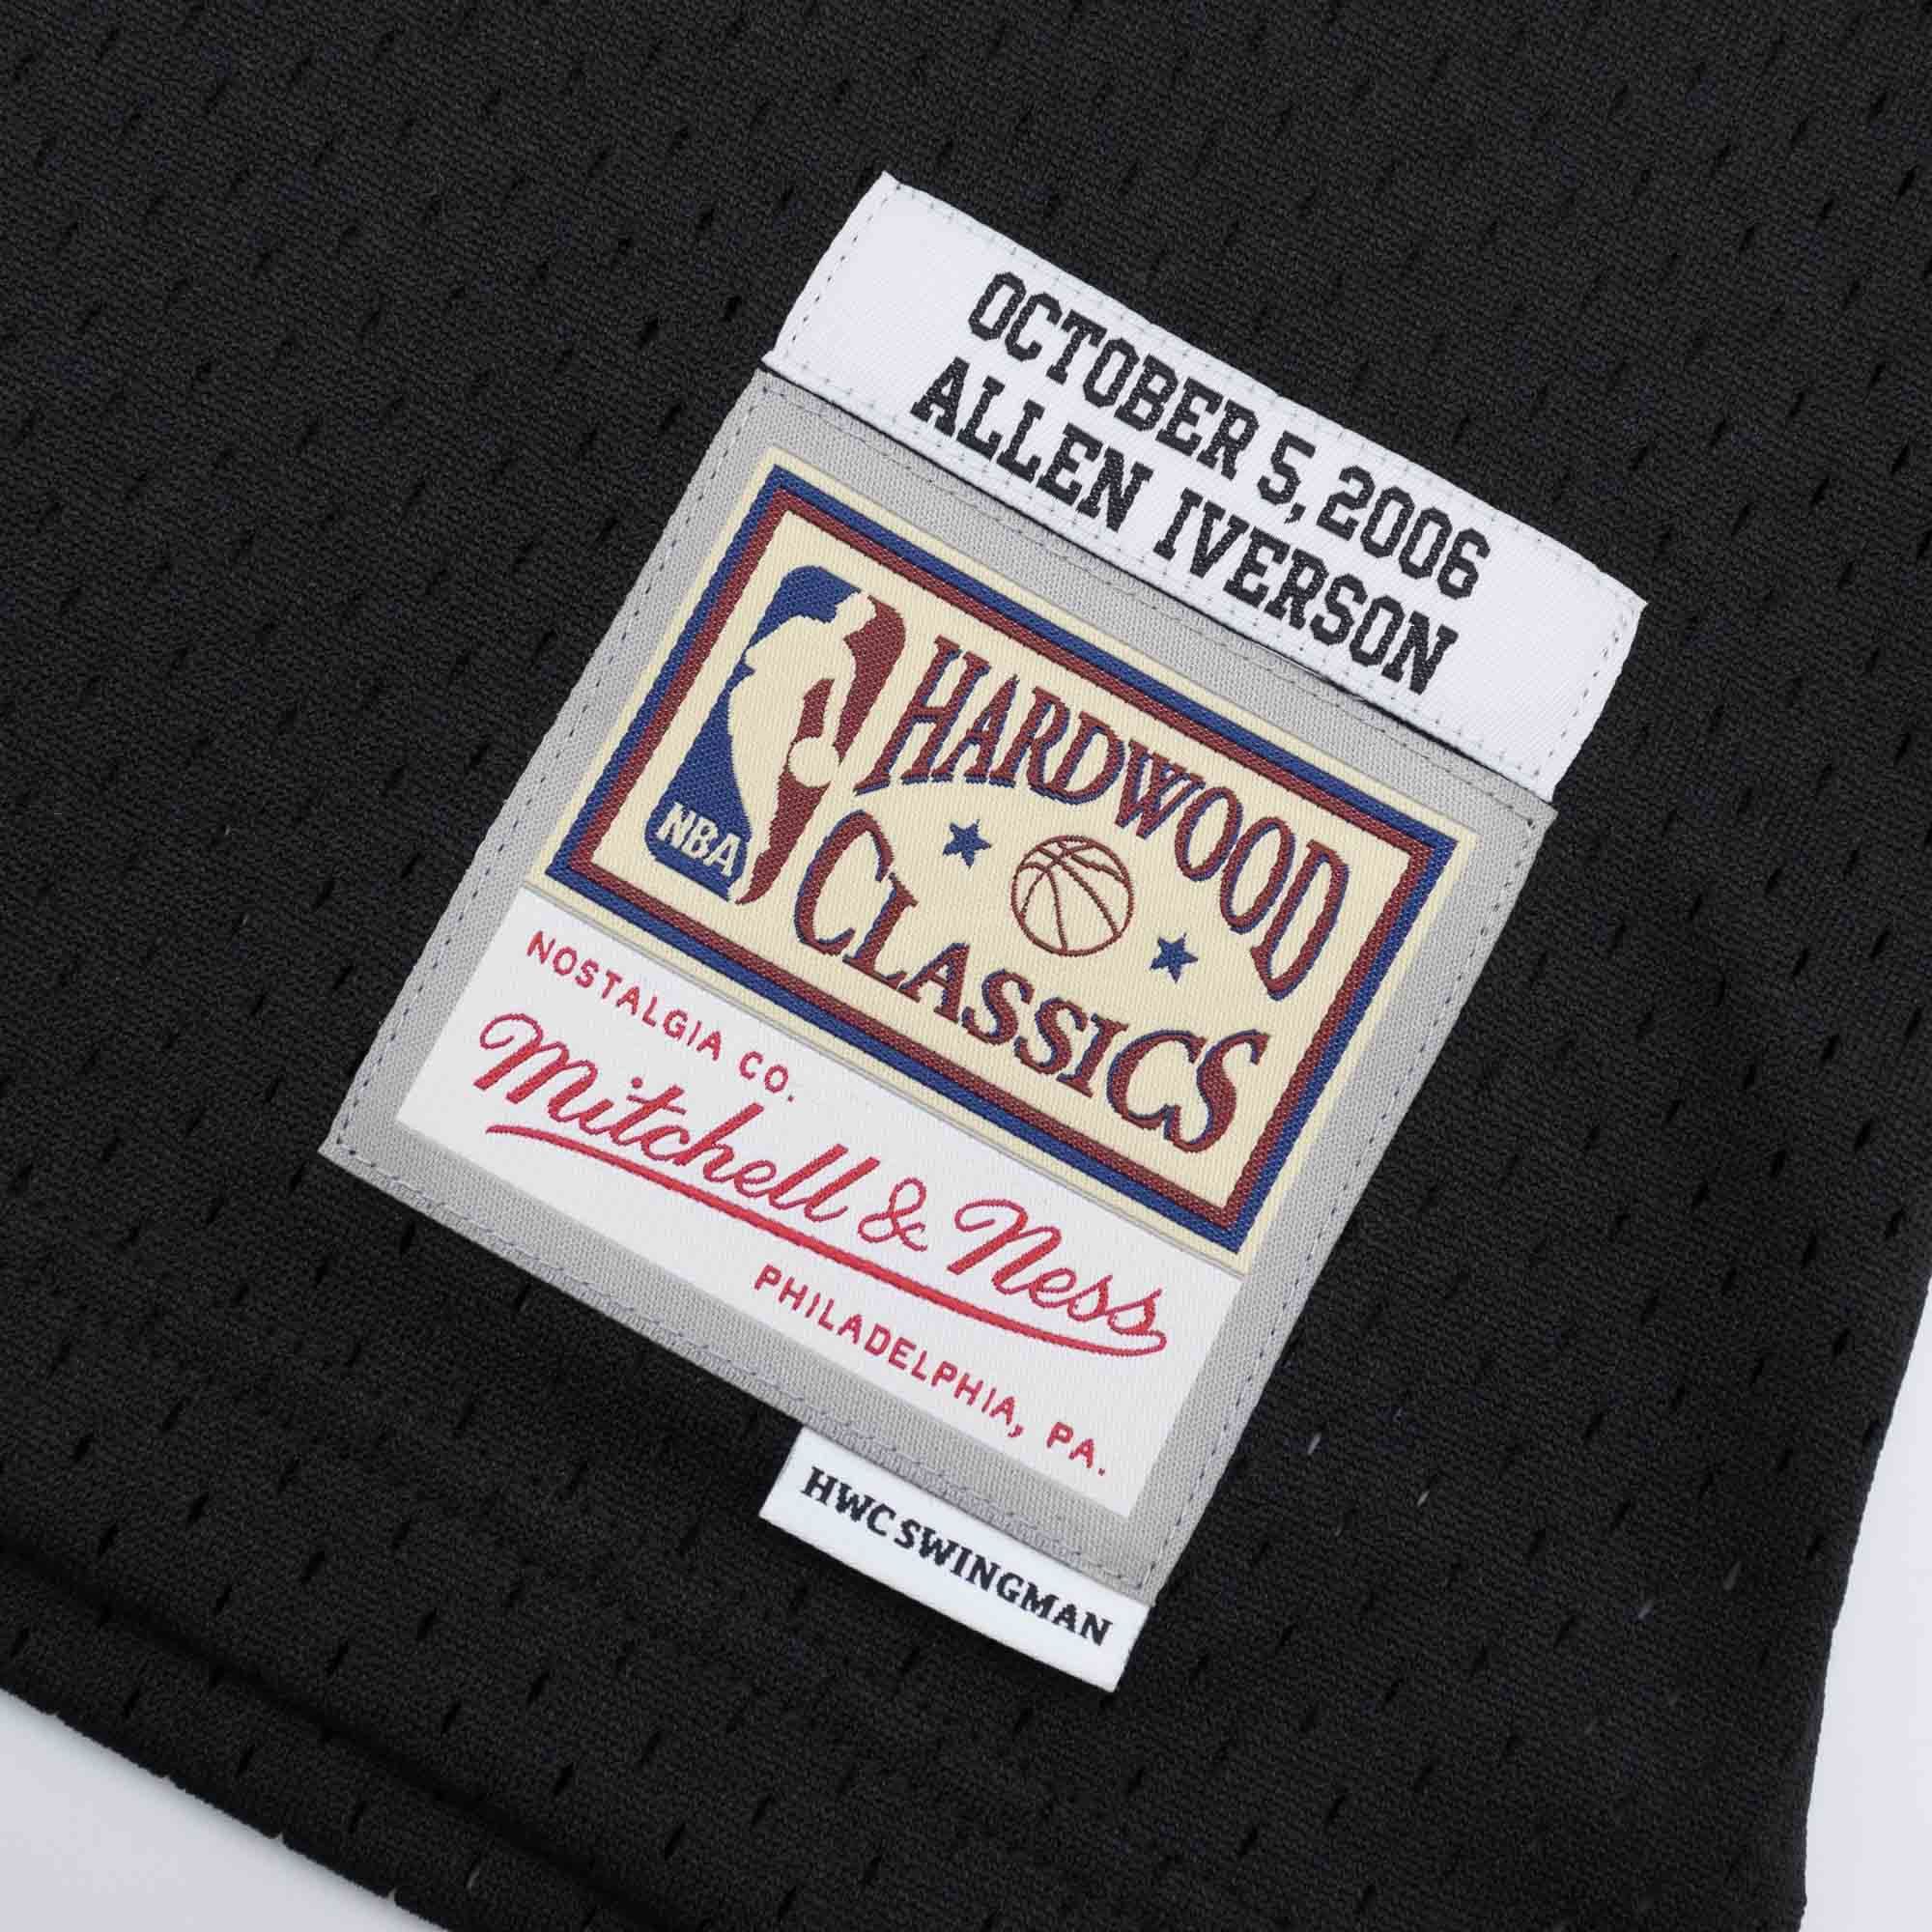 OCTOBER 5, 2006
ALLEN IVERSON
HARDWOOD
NBA
CLASSICS
NOSTALGIA CO.
Mitchell & Ness
PHILADELPHIA, PA.
HWC SWINGMAN